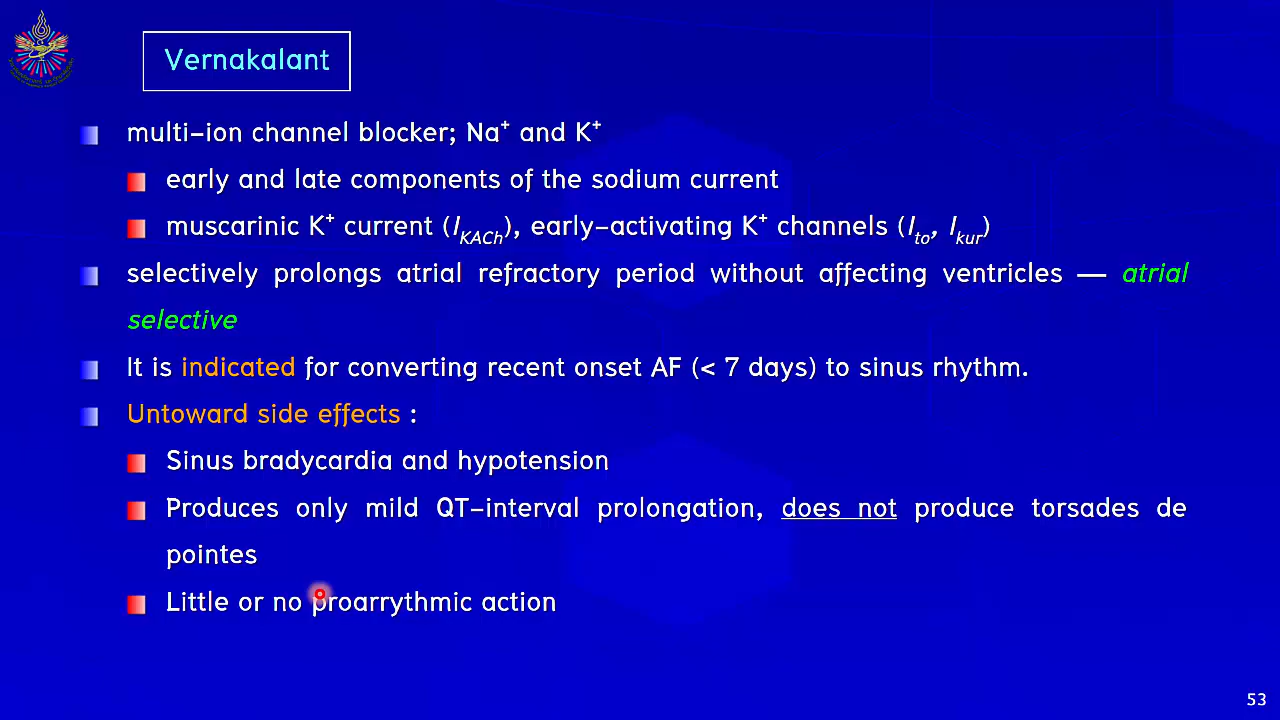 Vernakalant
multi-ion channel blocker; Na⁺ and K⁺
early and late components of the sodium current
muscarinic K⁺ current (I_KACh), early-activating K⁺ channels (I_to, I_kur)
selectively prolongs atrial refractory period without affecting ventricles — atrial
selective
It is indicated for converting recent onset AF (< 7 days) to sinus rhythm.
Untoward side effects :
Sinus bradycardia and hypotension
Produces only mild QT-interval prolongation, does not produce torsades de
pointes
Little or no proarrythmic action
53